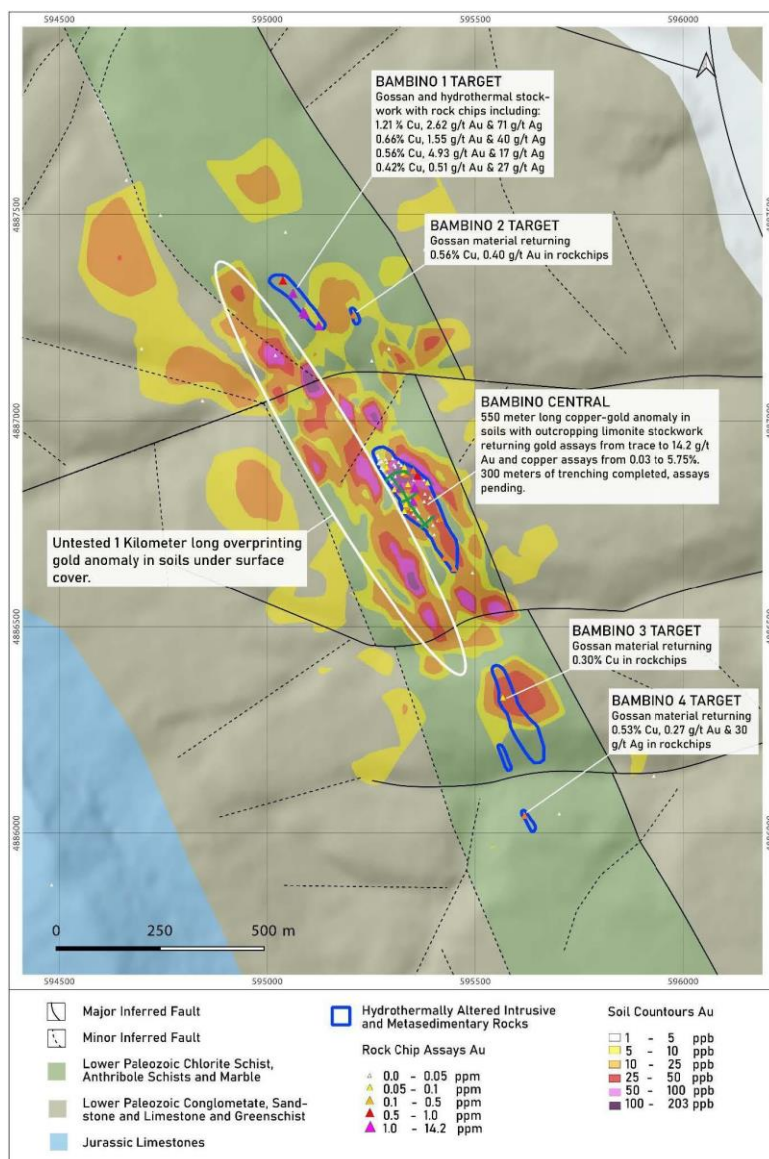 594500 595000 595500 596000
BAMBINO 1 TARGET
Gossan and hydrothermal stock-
work with rock chips including:
1.21 % Cu, 2.62 g/t Au & 71 g/t Ag
0.66% Cu, 1.55 g/t Au & 40 g/t Ag
0.56% Cu, 4.93 g/t Au & 17 g/t Ag
0.42% Cu, 0.51 g/t Au & 27 g/t Ag
4887500 4887500
BAMBINO 2 TARGET
Gossan material returning
0.56% Cu, 0.40 g/t Au in rockchips
4887000 4887000
BAMBINO CENTRAL
550 meter long copper-gold anomaly in
soils with outcropping limonite stockwork
returning gold assays from trace to 14.2 g/t
Au and copper assays from 0.03 to 5.75%.
300 meters of trenching completed, assays
pending.
Untested 1 Kilometer long overprinting
gold anomaly in soils under surface
cover.
4886500 4886500
BAMBINO 3 TARGET
Gossan material returning
0.30% Cu in rockchips
BAMBINO 4 TARGET
Gossan material returning
0.53% Cu, 0.27 g/t Au & 30
g/t Ag in rockchips
4886000 4886000
0 250 500 m
594500 595000 595500 596000
Major Inferred Fault
Minor Inferred Fault
Lower Paleozoic Chlorite Schist,
Anthribole Schists and Marble
Lower Paleozoic Conglometate, Sand-
stone and Limestone and Greenschist
Jurassic Limestones
Hydrothermally Altered Intrusive
and Metasedimentary Rocks
Rock Chip Assays Au
0.0 - 0.05 ppm
0.05 - 0.1 ppm
0.1 - 0.5 ppm
0.5 - 1.0 ppm
1.0 - 14.2 ppm
Soil Countours Au
1 - 5 ppb
5 - 10 ppb
10 - 25 ppb
25 - 50 ppb
50 - 100 ppb
100 - 203 ppb